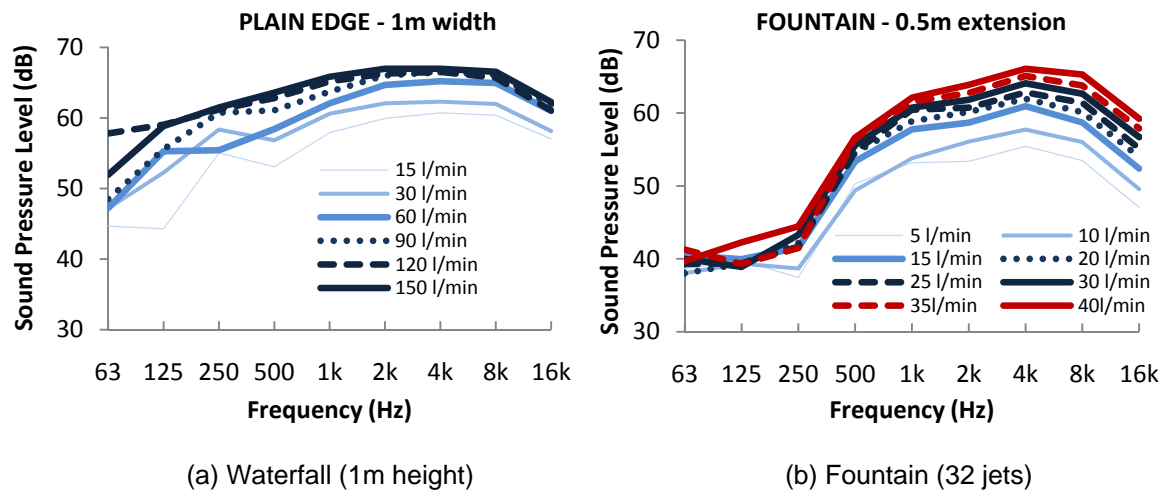 PLAIN EDGE - 1m width
Sound Pressure Level (dB)
70
60
50
40
30
15 l/min
30 l/min
60 l/min
90 l/min
120 l/min
150 l/min
63 125 250 500 1k 2k 4k 8k 16k
Frequency (Hz)
(a) Waterfall (1m height)
FOUNTAIN - 0.5m extension
Sound Pressure Level (dB)
70
60
50
40
30
5 l/min 10 l/min
15 l/min 20 l/min
25 l/min 30 l/min
35l/min 40l/min
63 125 250 500 1k 2k 4k 8k 16k
Frequency (Hz)
(b) Fountain (32 jets)